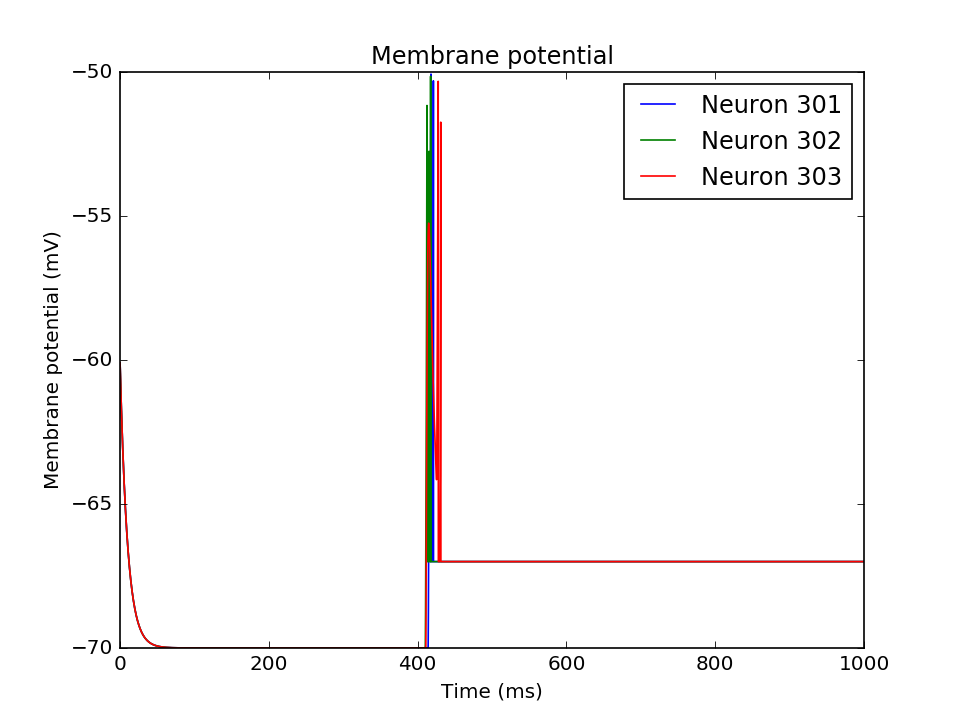 Membrane potential
Membrane potential (mV)
−50
−55
−60
−65
−70
Neuron 301
Neuron 302
Neuron 303
0 200 400 600 800 1000
Time (ms)